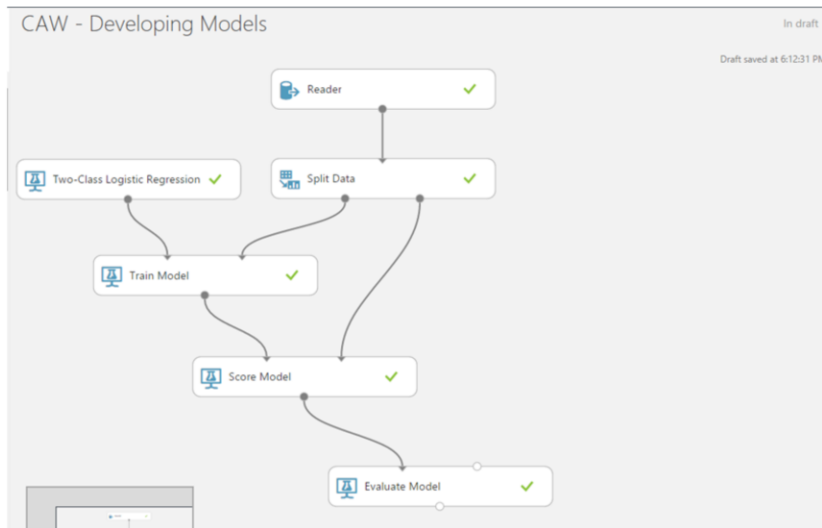 CAW - Developing Models
In draft
Draft saved at 6:12:31 PM
Reader
Two-Class Logistic Regression
Split Data
Train Model
Score Model
Evaluate Model